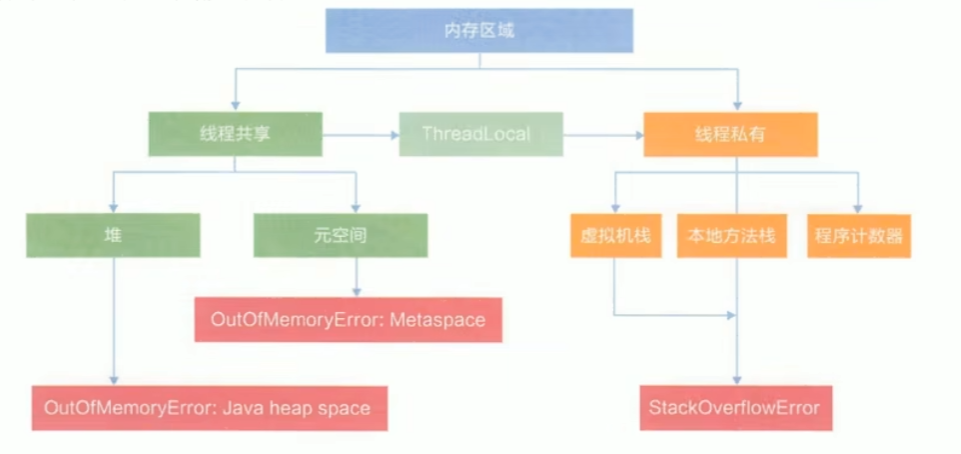 内存区域
线程共享
ThreadLocal
线程私有
堆
元空间
虚拟机栈
本地方法栈
程序计数器
OutOfMemoryError: Metaspace
OutOfMemoryError: Java heap space
StackOverflowError